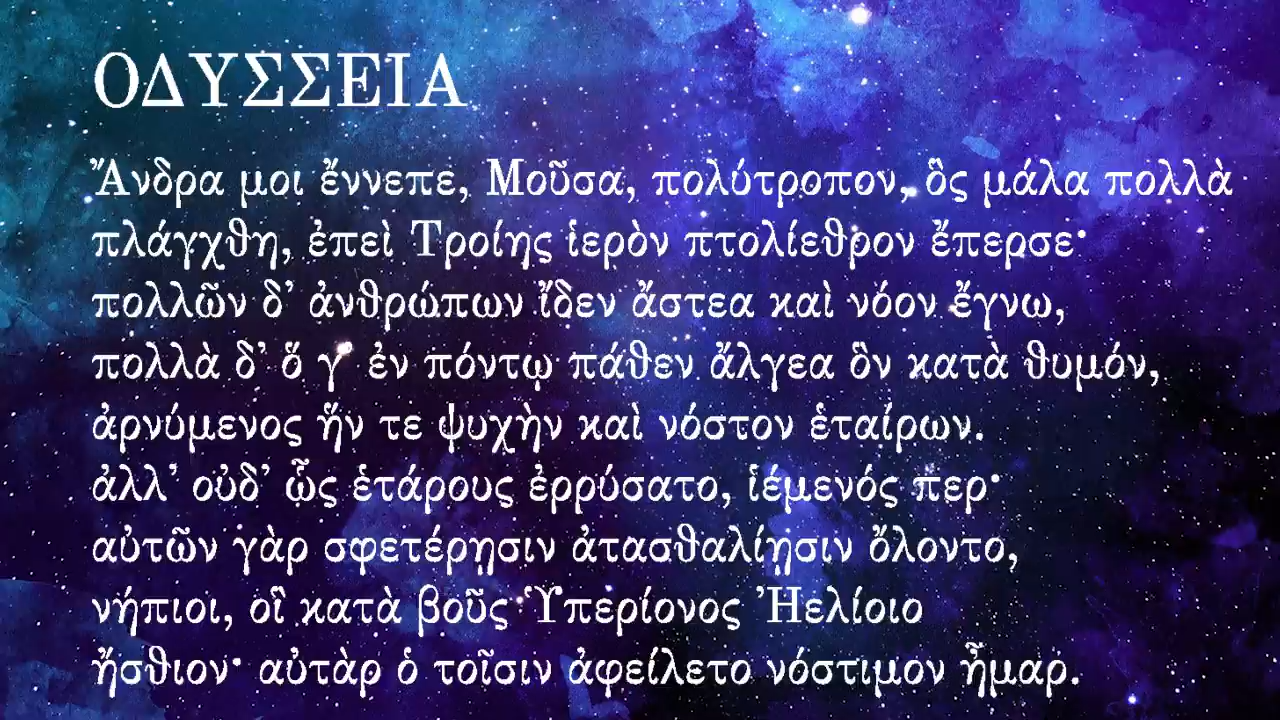 ΟΔΥΣΣΕΙΑ
Ἄνδρα μοι ἔννεπε, Μοῦσα, πολύτροπον, ὃς μάλα πολλὰ
πλάγχθη, ἐπεὶ Τροίης ἱερὸν πτολίεθρον ἔπερσε·
πολλῶν δ’ ἀνθρώπων ἴδεν ἄστεα καὶ νόον ἔγνω,
πολλὰ δ’ ὅ γ’ ἐν πόντῳ πάθεν ἄλγεα ὃν κατὰ θυμόν,
ἀρνύμενος ἥν τε ψυχὴν καὶ νόστον ἑταίρων.
ἀλλ’ οὐδ’ ὧς ἑτάρους ἐρρύσατο, ἱέμενός περ·
αὐτῶν γὰρ σφετέρῃσιν ἀτασθαλίῃσιν ὄλοντο,
νήπιοι, οἳ κατὰ βοῦς Ὑπερίονος Ἠελίοιο
ἤσθιον· αὐτὰρ ὁ τοῖσιν ἀφείλετο νόστιμον ἦμαρ.